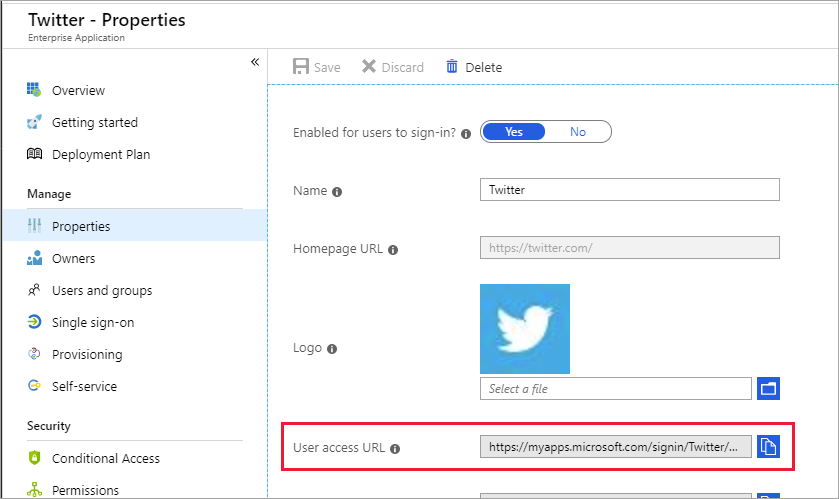 Twitter - Properties
Enterprise Application
«
Save
Discard
Delete
Overview
Getting started
Deployment Plan
Manage
Properties
Owners
Users and groups
Single sign-on
Provisioning
Self-service
Security
Conditional Access
Permissions
Enabled for users to sign-in?
Yes
No
Name
Twitter
Homepage URL
https://twitter.com/
Logo
Select a file
User access URL
https://myapps.microsoft.com/signin/Twitter/...